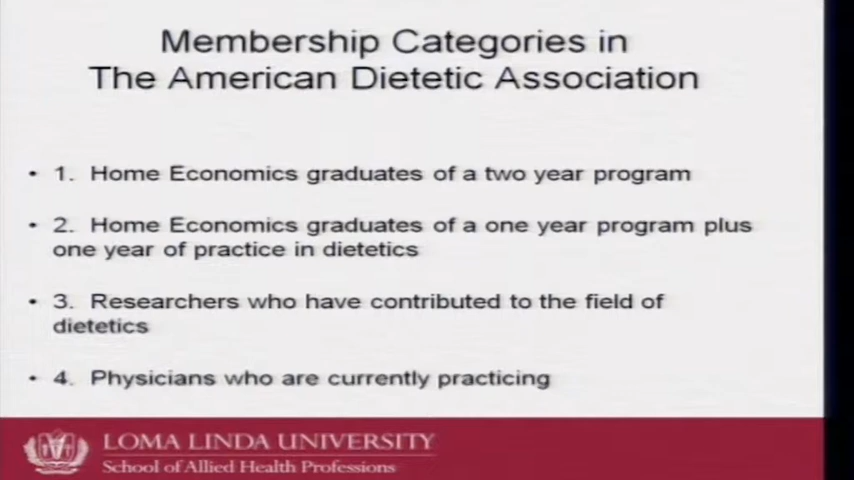 Membership Categories in
The American Dietetic Association
• 1. Home Economics graduates of a two year program
• 2. Home Economics graduates of a one year program plus
one year of practice in dietetics
• 3. Researchers who have contributed to the field of
dietetics
• 4. Physicians who are currently practicing
LOMA LINDA UNIVERSITY
School of Allied Health Professions